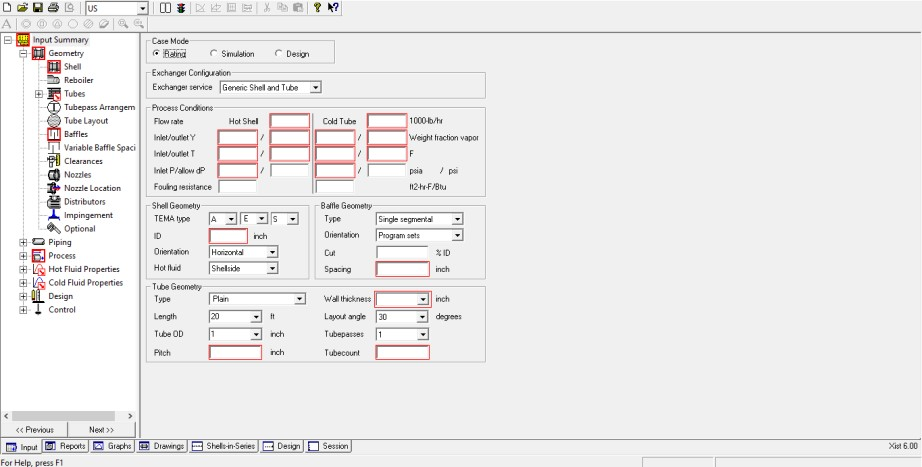 US
Input Summary
Geometry
Shell
Reboiler
Tubes
Tubepass Arrangem
Tube Layout
Baffles
Variable Baffle Spaci
Clearances
Nozzles
Nozzle Location
Distributors
Impingement
Optional
Piping
Process
Hot Fluid Properties
Cold Fluid Properties
Design
Control
<< Previous Next >>
Case Mode
Rating Simulation Design
Exchanger Configuration
Exchanger service Generic Shell and Tube
Process Conditions
Flow rate Hot Shell Cold Tube 1000-lb/hr
Inlet/outlet Y / / Weight fraction vapor
Inlet/outlet T / / F
Inlet P/allow dP / / psia / psi
Fouling resistance ft2-hr-F/Btu
Shell Geometry
TEMA type A E S
ID inch
Orientation Horizontal
Hot fluid Shellside
Baffle Geometry
Type Single segmental
Orientation Program sets
Cut % ID
Spacing inch
Tube Geometry
Type Plain Wall thickness inch
Length 20 ft Layout angle 30 degrees
Tube OD 1 inch Tubepasses 1
Pitch inch Tubecount
Input Reports Graphs Drawings Shells-in-Series Design Session Xist 6.00
For Help, press F1